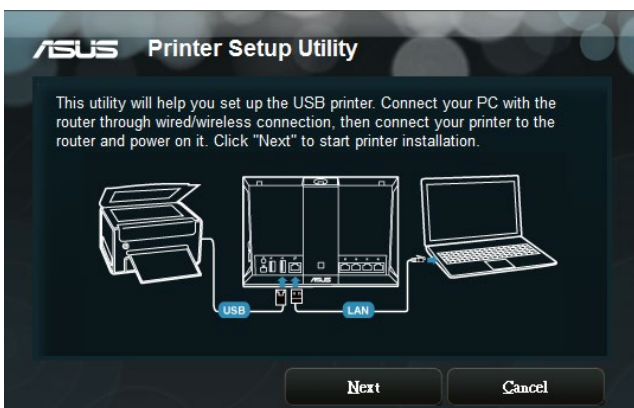 ASUS Printer Setup Utility
This utility will help you set up the USB printer. Connect your PC with the
router through wired/wireless connection, then connect your printer to the
router and power on it. Click "Next" to start printer installation.
ASUS
USB
LAN
Next
Cancel